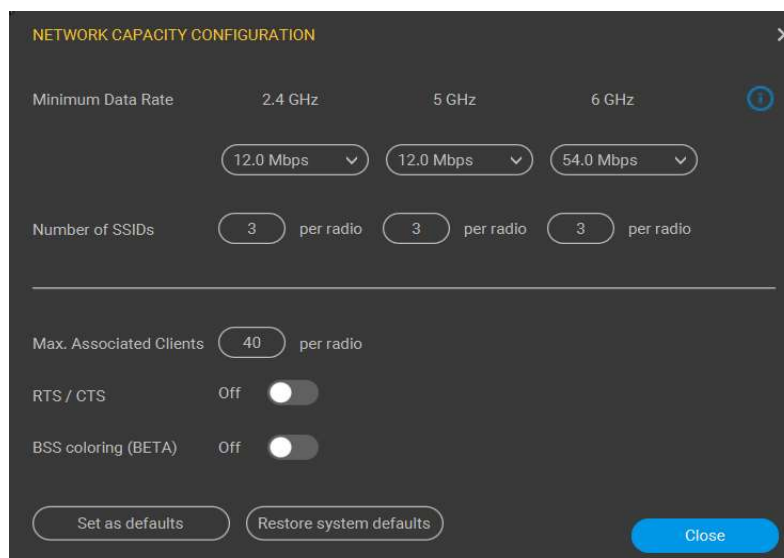 NETWORK CAPACITY CONFIGURATION
Minimum Data Rate 2.4 GHz 5 GHz 6 GHz
12.0 Mbps 12.0 Mbps 54.0 Mbps
Number of SSIDs 3 per radio 3 per radio 3 per radio
Max. Associated Clients 40 per radio
RTS / CTS Off
BSS coloring (BETA) Off
Set as defaults Restore system defaults Close